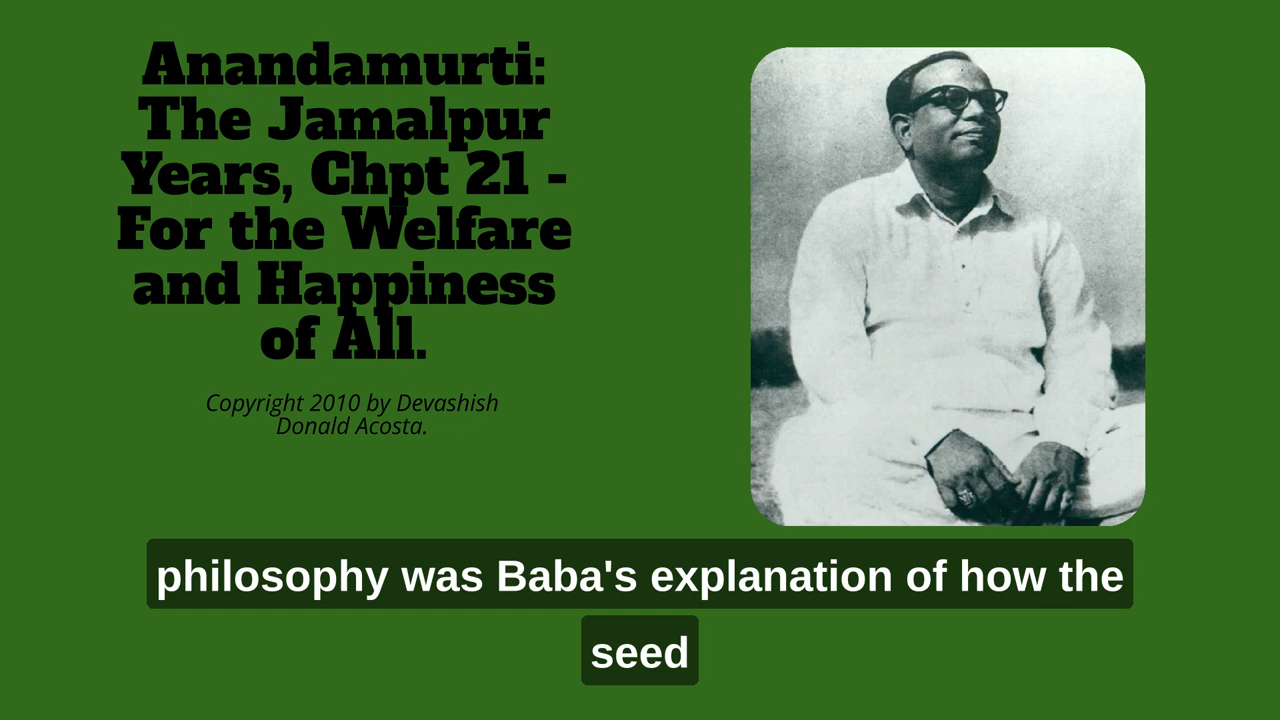 Anandamurti:
The Jamalpur
Years, Chpt 21 -
For the Welfare
and Happiness
of All.
Copyright 2010 by Devashish
Donald Acosta.
philosophy was Baba's explanation of how the
seed